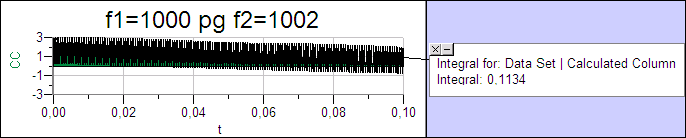 f1=1000 pg f2=1002
3
1
-1
-3
CC
0,00 0,02 0,04 0,06 0,08 0,10
t
Integral for: Data Set | Calculated Column
Integral: 0,1134